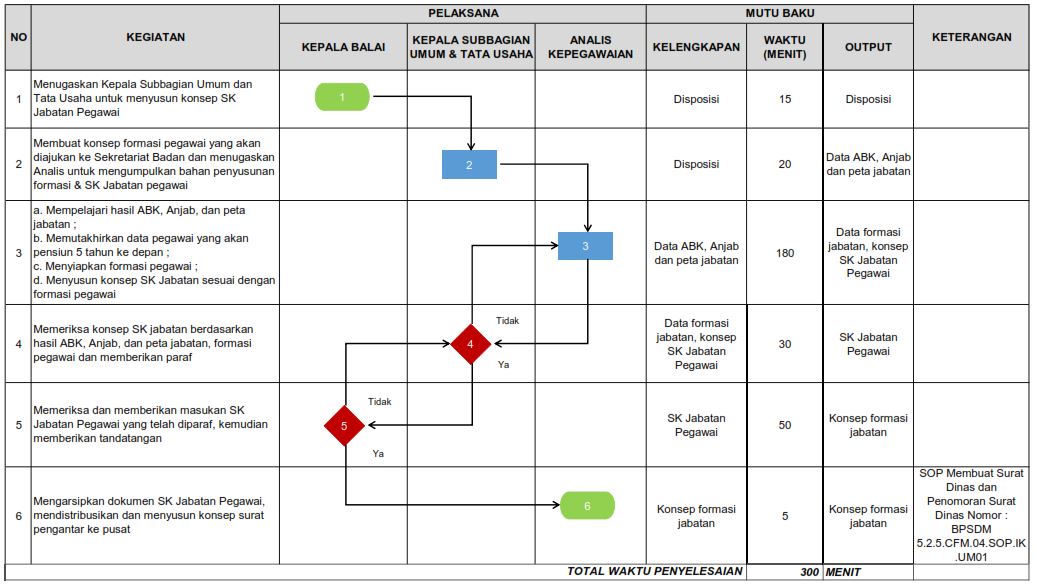 PELAKSANA
MUTU BAKU
NO
KEGIATAN
KEPALA BALAI
KEPALA SUBBAGIAN
UMUM & TATA USAHA
ANALIS
KEPEGAWAIAN
KELENGKAPAN
WAKTU
(MENIT)
OUTPUT
KETERANGAN
1
Menugaskan Kepala Subbagian Umum dan
Tata Usaha untuk menyusun konsep SK
Jabatan Pegawai
1
Disposisi
15
Disposisi
2
Membuat konsep formasi pegawai yang akan
diajukan ke Sekretariat Badan dan menugaskan
Analis untuk mengumpulkan bahan penyusunan
formasi & SK Jabatan pegawai
2
Disposisi
20
Data ABK, Anjab
dan peta jabatan
3
a. Mempelajari hasil ABK, Anjab, dan peta
jabatan ;
b. Memutakhirkan data pegawai yang akan
pensiun 5 tahun ke depan ;
c. Menyiapkan formasi pegawai ;
d. Menyusun konsep SK Jabatan sesuai dengan
formasi pegawai
3
Data ABK, Anjab
dan peta jabatan
180
Data formasi
jabatan, konsep
SK Jabatan
Pegawai
4
Memeriksa konsep SK jabatan berdasarkan
hasil ABK, Anjab, dan peta jabatan, formasi
pegawai dan memberikan paraf
Tidak
4
Ya
Data formasi
jabatan, konsep
SK Jabatan
Pegawai
30
SK Jabatan
Pegawai
5
Memeriksa dan memberikan masukan SK
Jabatan Pegawai yang telah diparaf, kemudian
memberikan tandatangan
Tidak
5
Ya
SK Jabatan
Pegawai
50
Konsep formasi
jabatan
6
Mengarsipkan dokumen SK Jabatan Pegawai,
mendistribusikan dan menyusun konsep surat
pengantar ke pusat
6
Konsep formasi
jabatan
5
Konsep formasi
jabatan
SOP Membuat Surat
Dinas dan
Penomoran Surat
Dinas Nomor :
BPSDM
5.2.5.CFM.04.SOP.IK
.UM01
TOTAL WAKTU PENYELESAIAN
300 MENIT